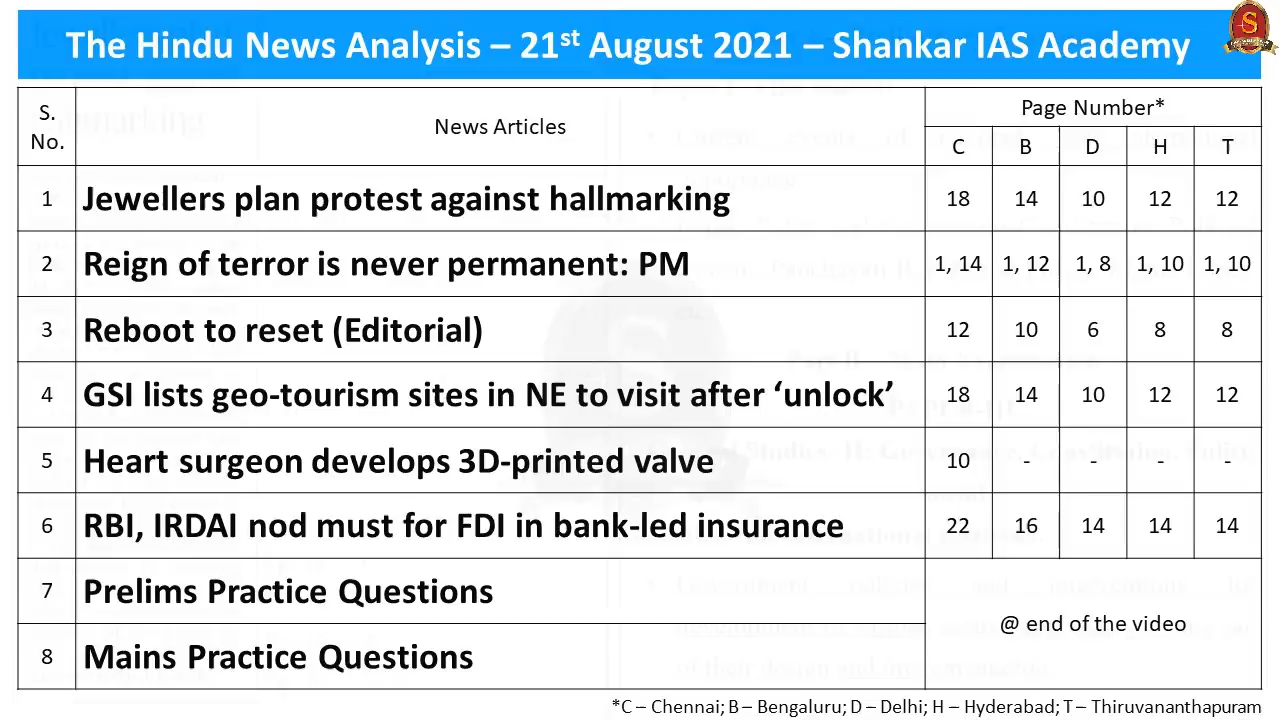 The Hindu News Analysis – 21st August 2021 – Shankar IAS Academy
S. No. News Articles Page Number*
C B D H T
1 Jewellers plan protest against hallmarking 18 14 10 12 12
2 Reign of terror is never permanent: PM 1, 14 1, 12 1, 8 1, 10 1, 10
3 Reboot to reset (Editorial) 12 10 6 8 8
4 GSI lists geo-tourism sites in NE to visit after ‘unlock’ 18 14 10 12 12
5 Heart surgeon develops 3D-printed valve 10 - - - -
6 RBI, IRDAI nod must for FDI in bank-led insurance 22 16 14 14 14
7 Prelims Practice Questions
@ end of the video
8 Mains Practice Questions
*C – Chennai; B – Bengaluru; D – Delhi; H – Hyderabad; T – Thiruvananthapuram